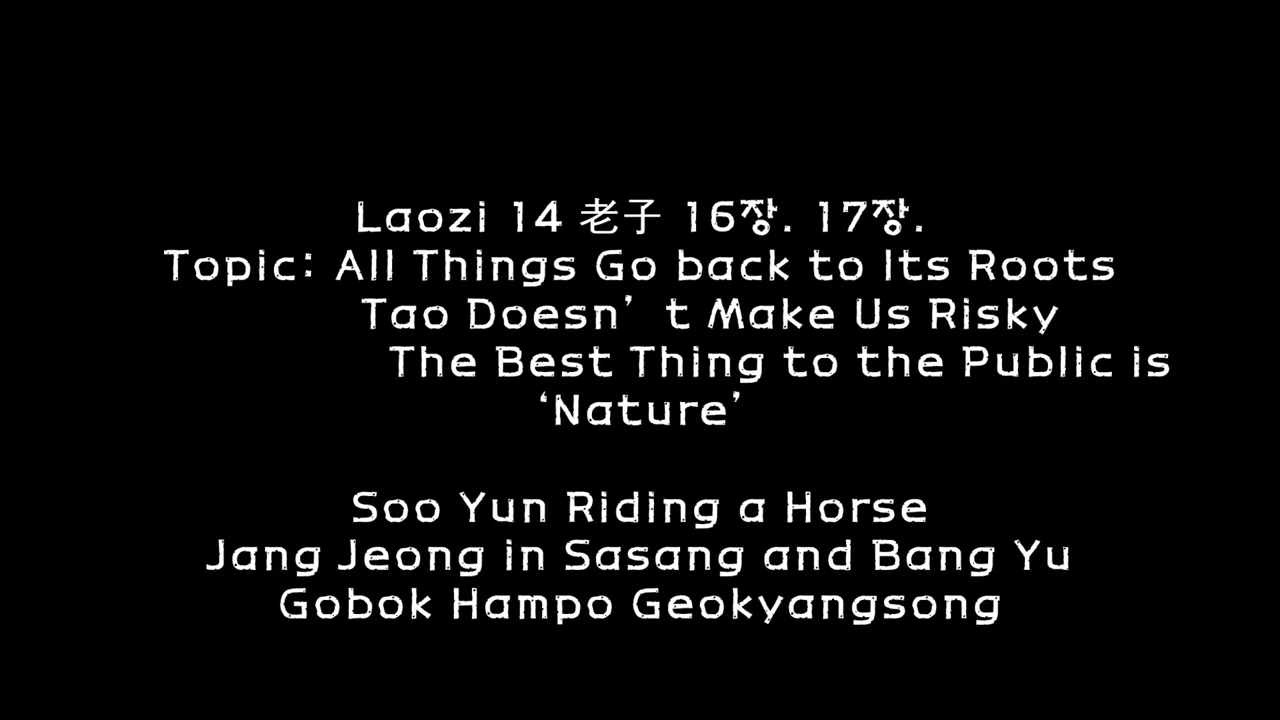 Laozi 14 老子 16장. 17장.
Topic: All Things Go back to Its Roots
Tao Doesn’ t Make Us Risky
The Best Thing to the Public is
‘Nature’
Soo Yun Riding a Horse
Jang Jeong in Sasang and Bang Yu
Gobok Hampo Geokyangsong